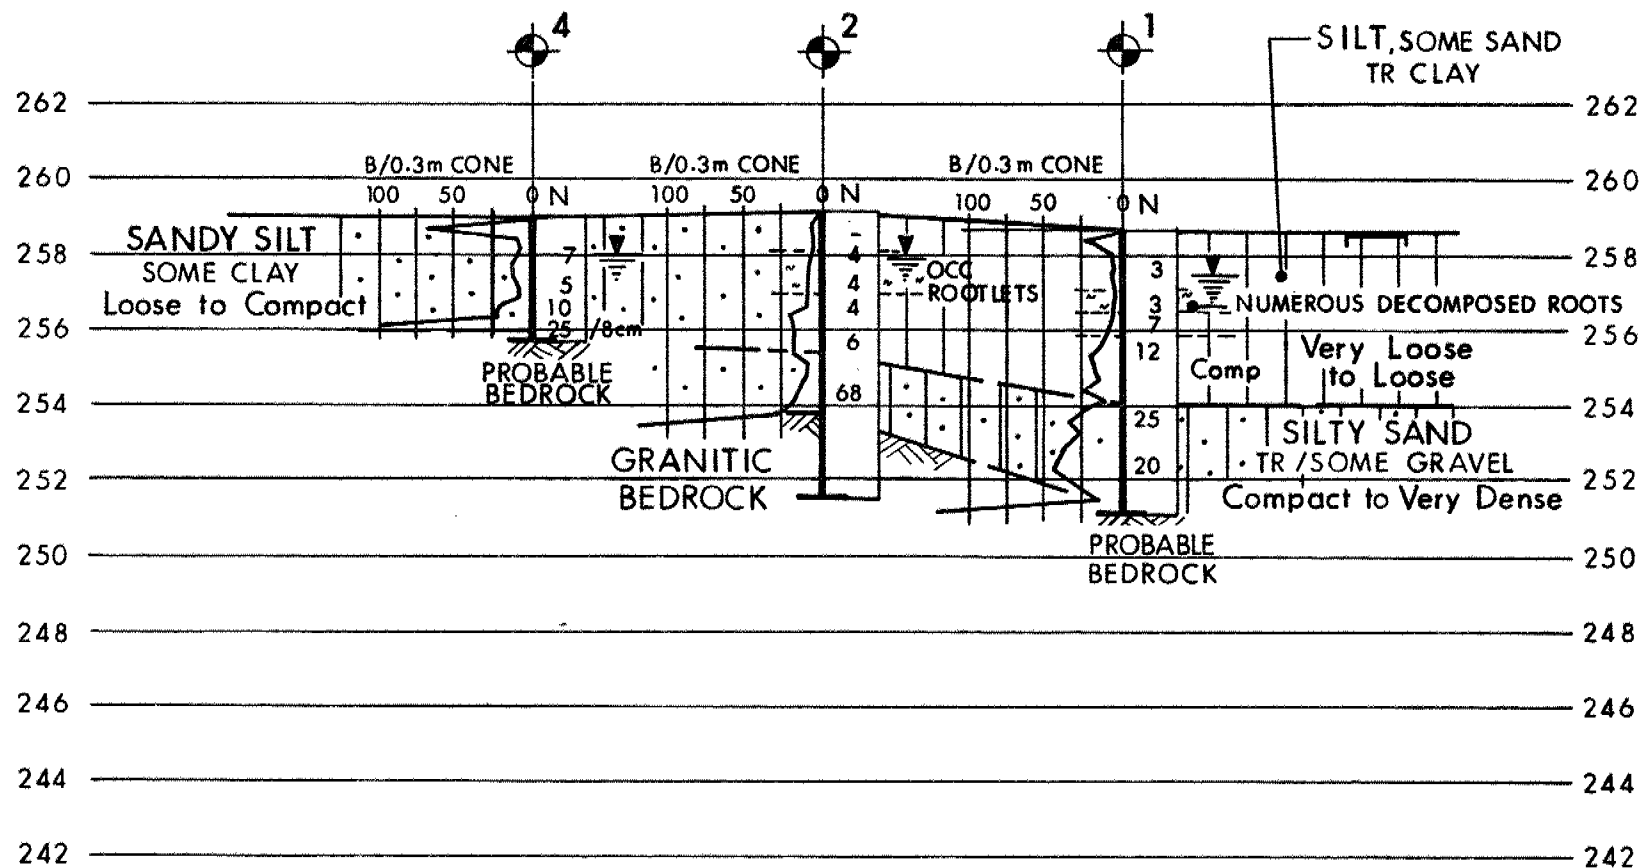 4
2
1
SILT, SOME SAND
TR CLAY
262
262
B/0.3m CONE
B/0.3m CONE
B/0.3m CONE
260
260
100 50 0 N
100 50 0 N
100 50 0 N
SANDY SILT
SOME CLAY
Loose to Compact
258
258
7
5
10
25/8cm
-
4
4
4
6
68
OCC
ROOTLETS
3
3
7
12
25
20
NUMEROUS DECOMPOSED ROOTS
256
256
Comp
Very Loose
to Loose
PROBABLE
BEDROCK
254
254
GRANITIC
BEDROCK
SILTY SAND
TR/SOME GRAVEL
Compact to Very Dense
252
252
PROBABLE
BEDROCK
250
250
248
248
246
246
244
244
242
242